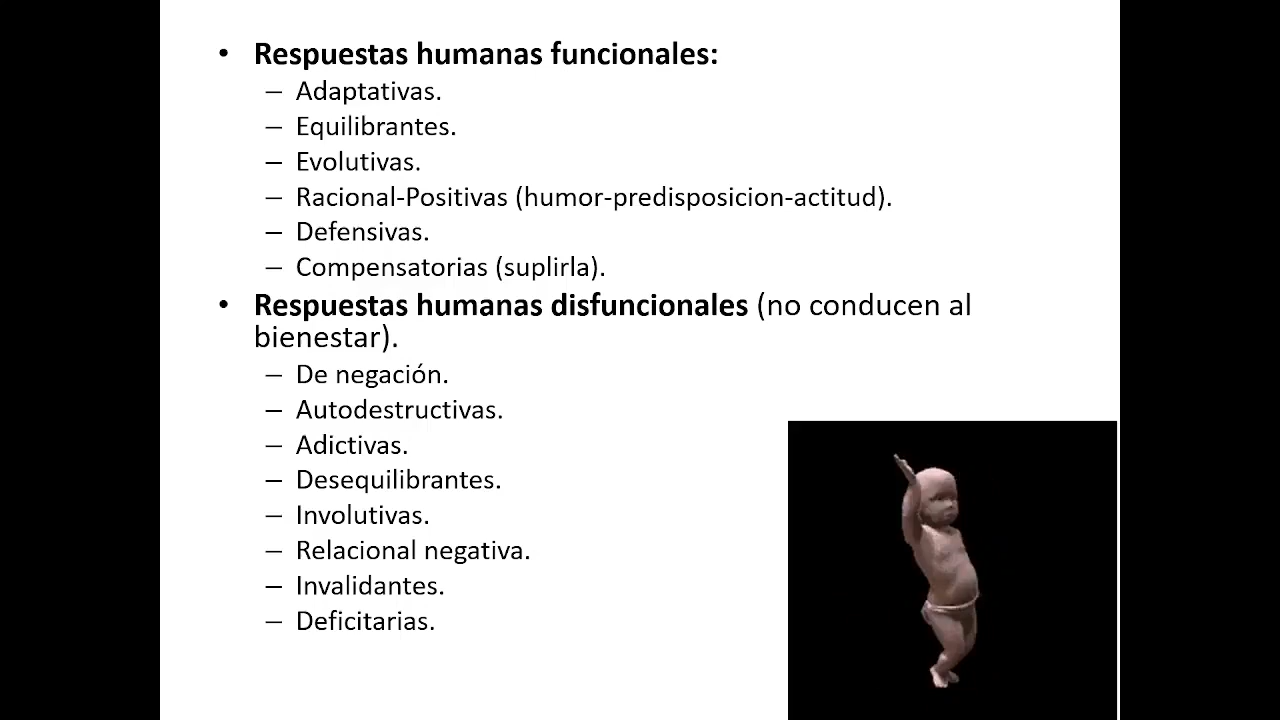 • Respuestas humanas funcionales:
– Adaptativas.
– Equilibrantes.
– Evolutivas.
– Racional-Positivas (humor-predisposicion-actitud).
– Defensivas.
– Compensatorias (suplirla).
• Respuestas humanas disfuncionales (no conducen al
bienestar).
– De negación.
– Autodestructivas.
– Adictivas.
– Desequilibrantes.
– Involutivas.
– Relacional negativa.
– Invalidantes.
– Deficitarias.